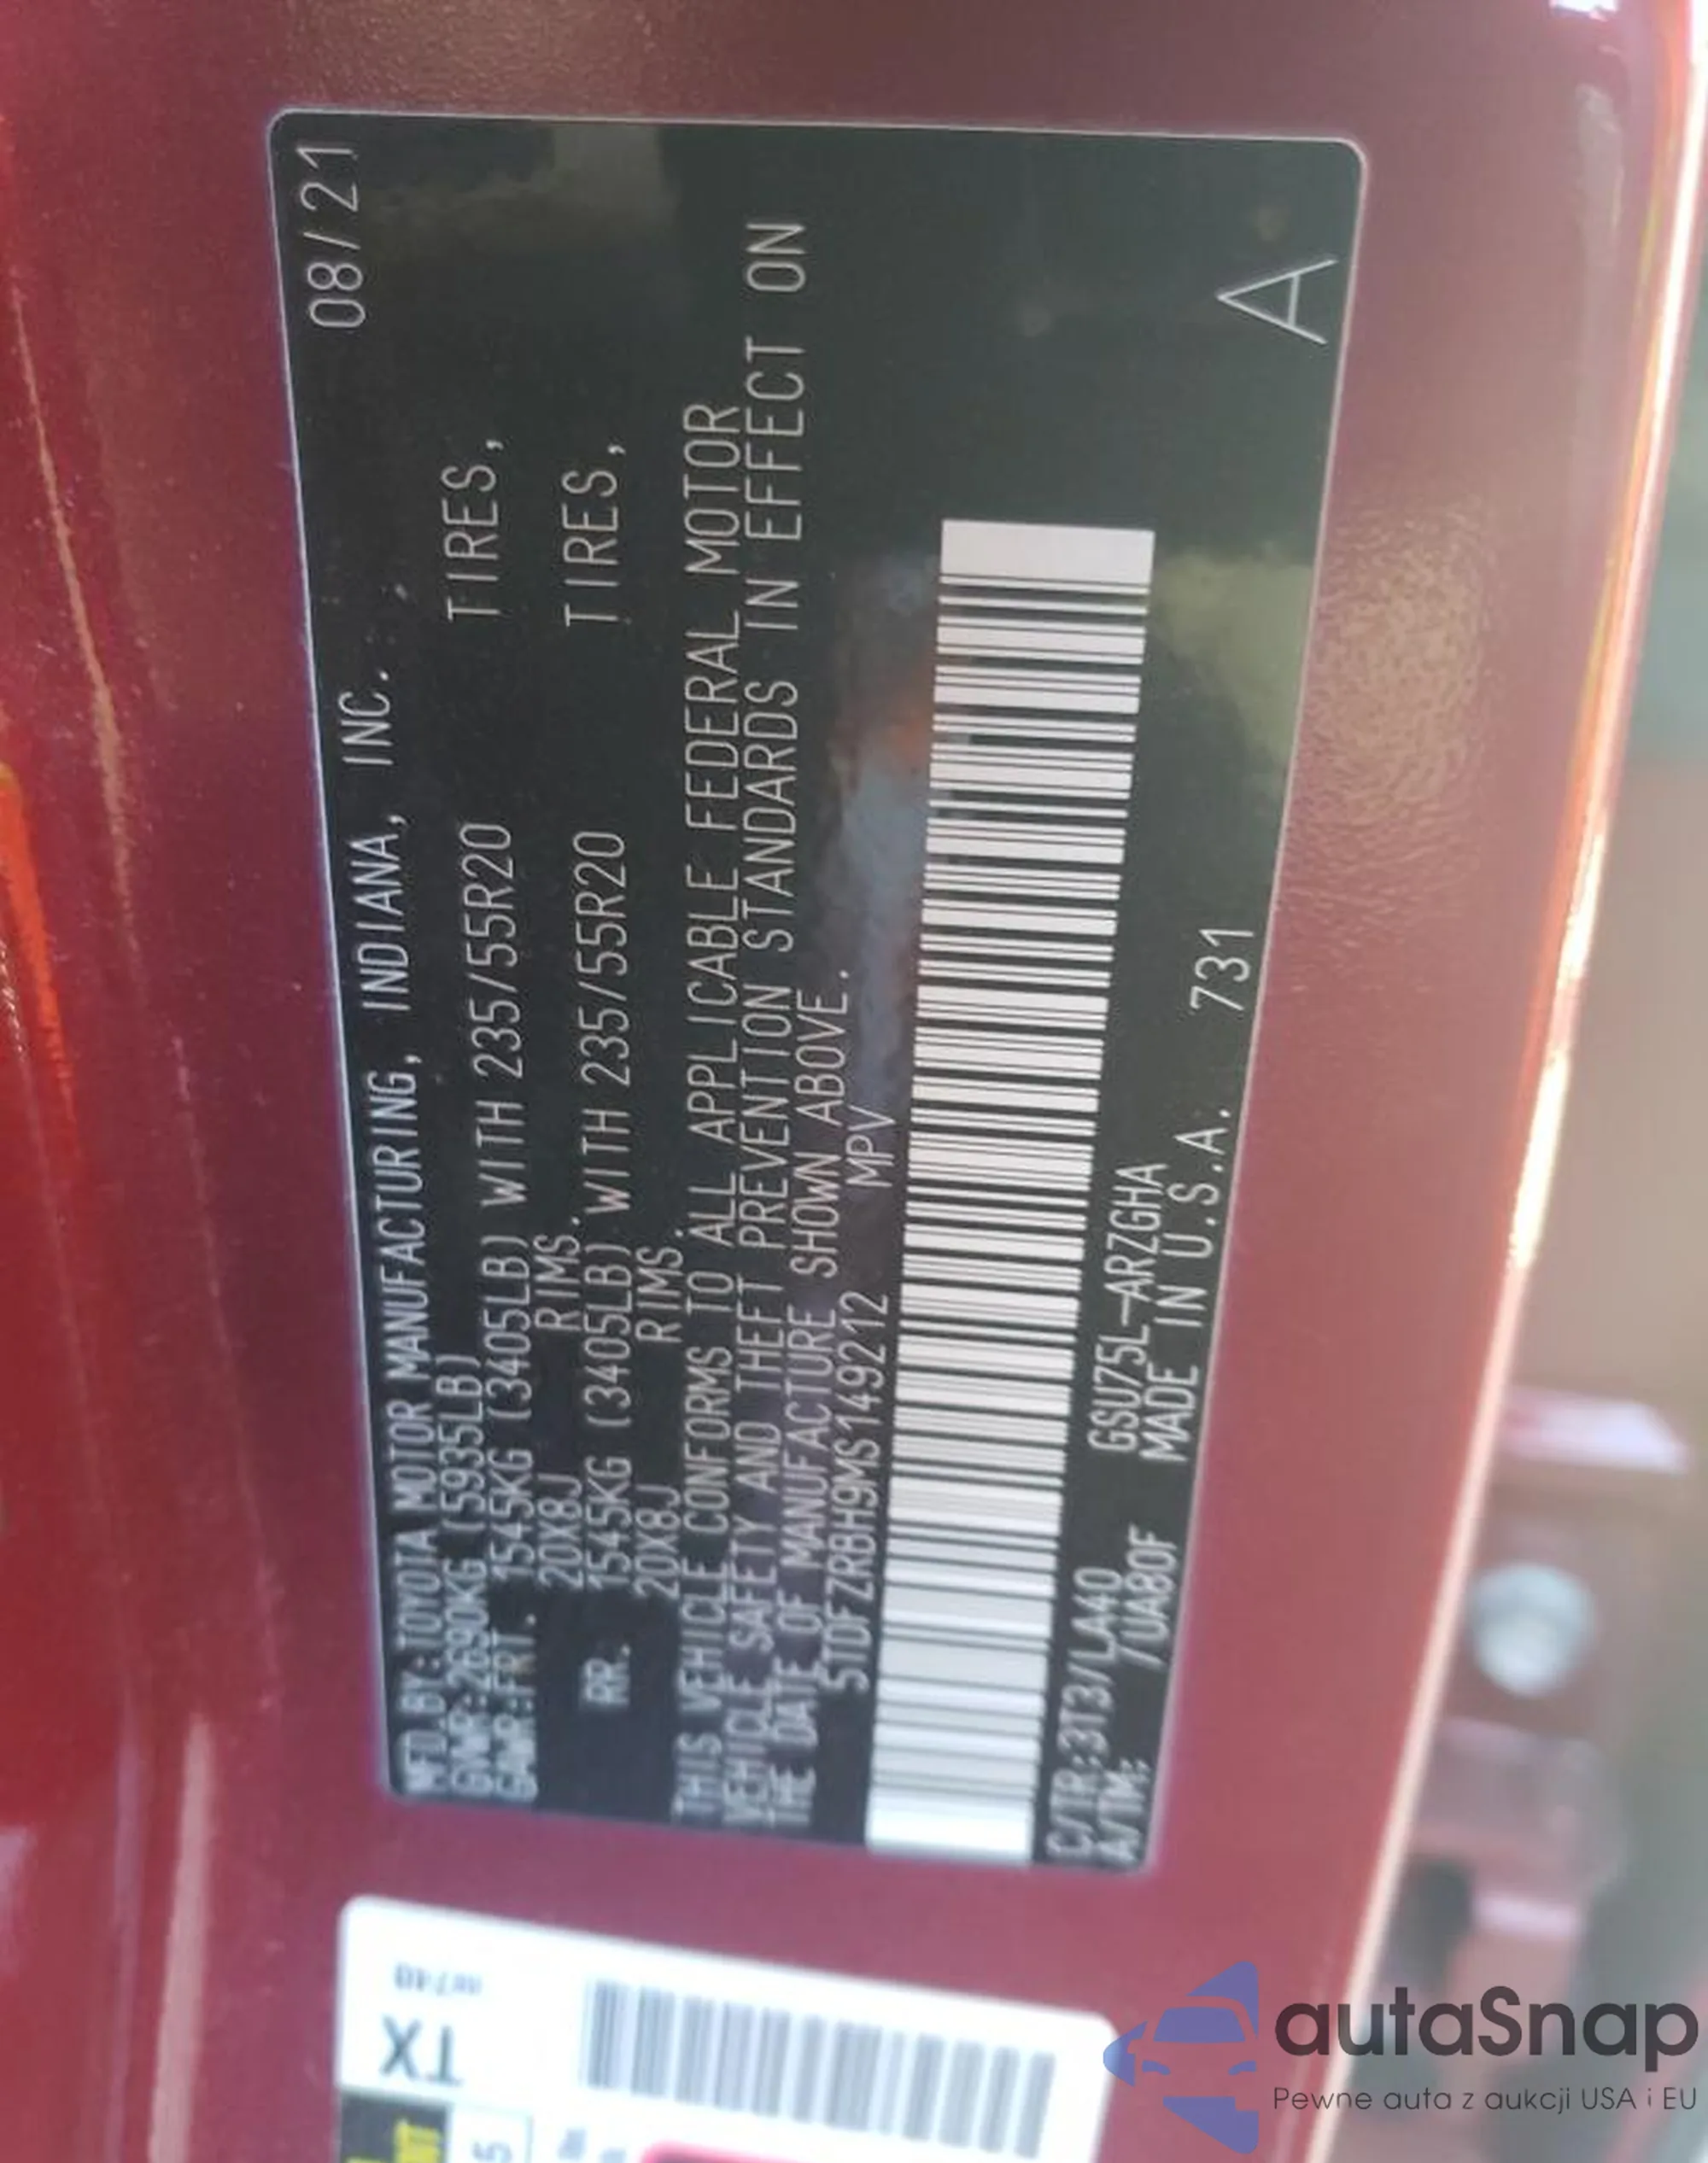 08/21
MFD.BY:TOYOTA MOTOR MANUFACTURING, INDIANA, INC.
GVWR:2690KG (5935LB)
GAWR:FRT. 1545KG (3405LB) WITH 235/55R20 TIRES,
20X8J RIMS.
RR. 1545KG (3405LB) WITH 235/55R20 TIRES,
20X8J RIMS.
THIS VEHICLE CONFORMS TO ALL APPLICABLE FEDERAL MOTOR
VEHICLE SAFETY AND THEFT PREVENTION STANDARDS IN EFFECT ON
THE DATE OF MANUFACTURE SHOWN ABOVE.
5TDFZRBH9MS149212 MPV
C/TR:3T3/LA40 GSU75L-ARZGHA
A/TM: /UA80F MADE IN U.S.A. 731
A
TX
autaSnap
Pewne auta z aukcji USA i EU